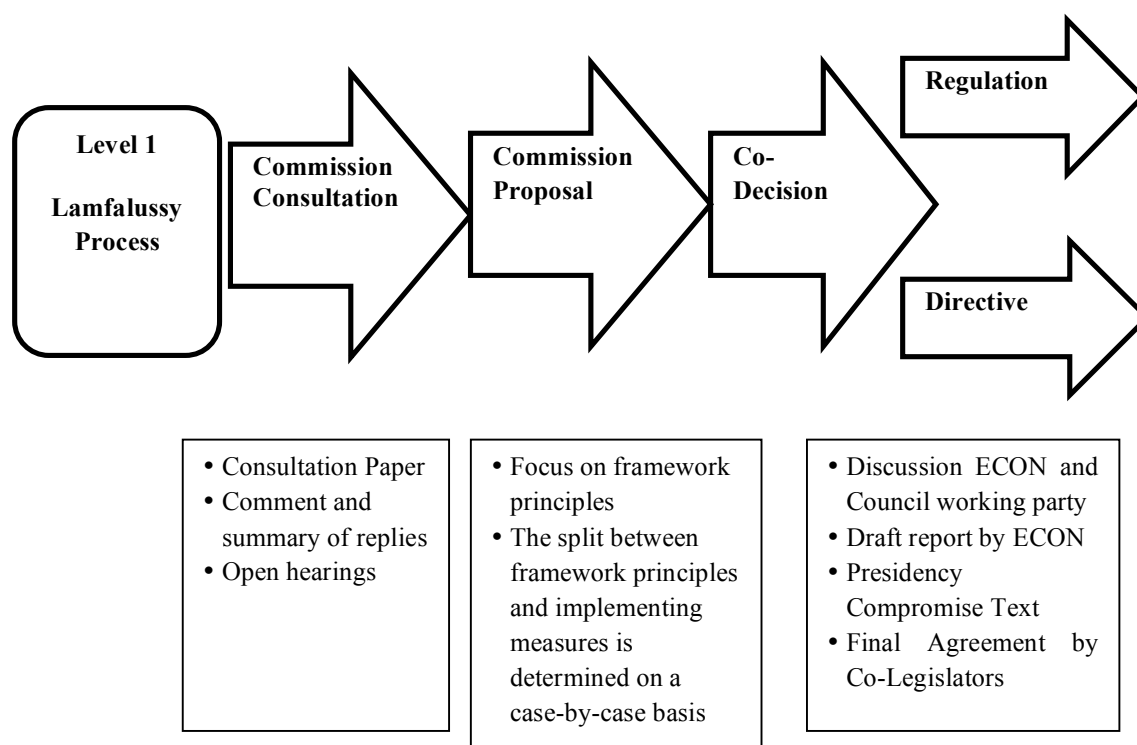 Level 1
Lamfalussy
Process
Commission
Consultation
Commission
Proposal
Co-
Decision
Regulation
Directive
• Consultation Paper
• Comment and
summary of replies
• Open hearings
• Focus on framework
principles
• The split between
framework principles
and implementing
measures is
determined on a
case-by-case basis
• Discussion ECON and
Council working party
• Draft report by ECON
• Presidency
Compromise Text
• Final Agreement by
Co-Legislators